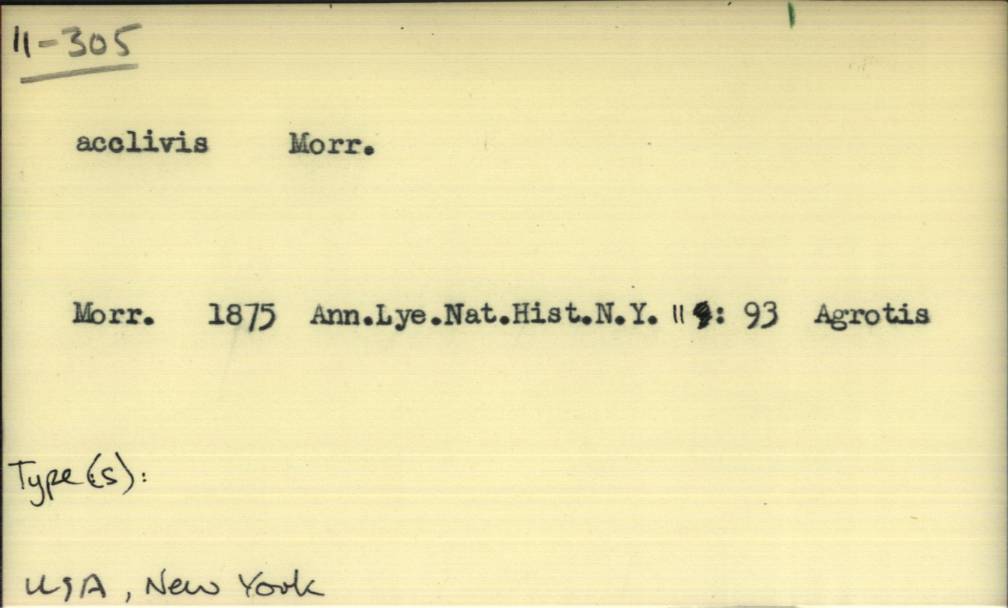 11-305
acclivis Morr.
Morr. 1875 Ann.Lye.Nat.Hist.N.Y. 11 : 93 Agrotis
Type(s):
USA, New York